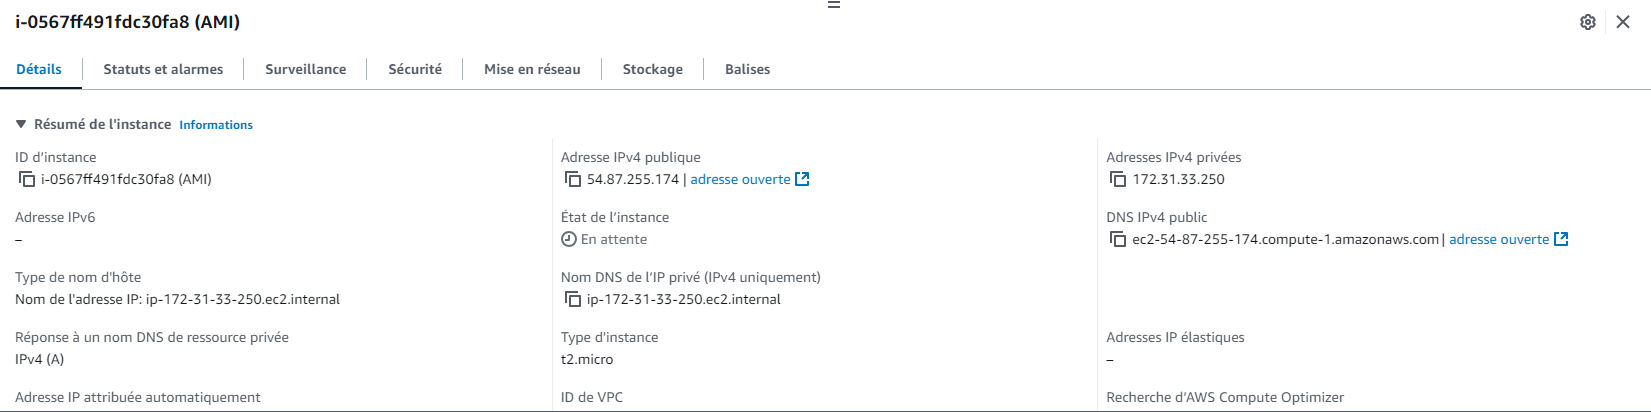 i-0567ff491fdc30fa8 (AMI)
Détails Statuts et alarmes Surveillance Sécurité Mise en réseau Stockage Balises
Résumé de l'instance Informations
ID d’instance
i-0567ff491fdc30fa8 (AMI)
Adresse IPv4 publique
54.87.255.174 | adresse ouverte
Adresses IPv4 privées
172.31.33.250
Adresse IPv6
–
État de l’instance
En attente
DNS IPv4 public
ec2-54-87-255-174.compute-1.amazonaws.com | adresse ouverte
Type de nom d'hôte
Nom de l'adresse IP: ip-172-31-33-250.ec2.internal
Nom DNS de l’IP privé (IPv4 uniquement)
ip-172-31-33-250.ec2.internal
Réponse à un nom DNS de ressource privée
IPv4 (A)
Type d'instance
t2.micro
Adresses IP élastiques
–
Adresse IP attribuée automatiquement
ID de VPC
Recherche d’AWS Compute Optimizer